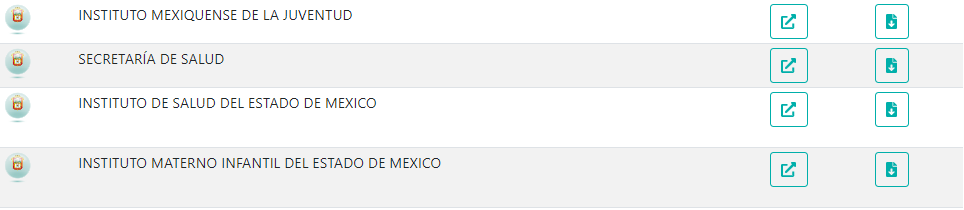 INSTITUTO MEXIQUENSE DE LA JUVENTUD
SECRETARÍA DE SALUD
INSTITUTO DE SALUD DEL ESTADO DE MEXICO
INSTITUTO MATERNO INFANTIL DEL ESTADO DE MEXICO